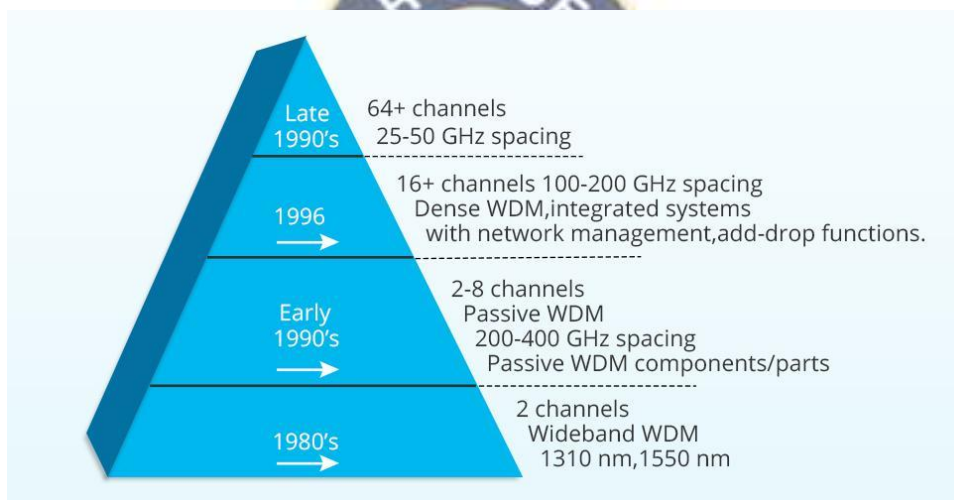 Late
1990's
64+ channels
25-50 GHz spacing
1996
16+ channels 100-200 GHz spacing
Dense WDM,integrated systems
with network management,add-drop functions.
Early
1990's
2-8 channels
Passive WDM
200-400 GHz spacing
Passive WDM components/parts
1980's
2 channels
Wideband WDM
1310 nm,1550 nm